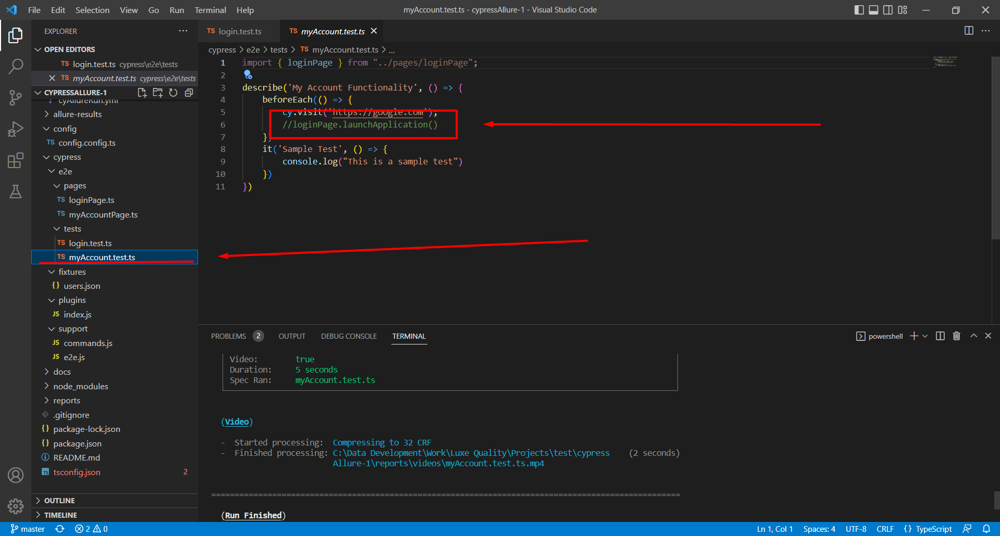 File Edit Selection View Go Run Terminal Help
myAccount.test.ts - cypressAllure-1 - Visual Studio Code
EXPLORER
OPEN EDITORS
TS login.test.ts cypress\e2e\tests
TS myAccount.test.ts cypress\e2e\tests
CYPRESSALLURE-1
! cyAllureRun.yml
allure-results
config
TS config.config.ts
cypress
e2e
pages
TS loginPage.ts
TS myAccountPage.ts
tests
TS login.test.ts
TS myAccount.test.ts
fixtures
{} users.json
plugins
JS index.js
support
JS commands.js
JS e2e.js
docs
node_modules
reports
.gitignore
{} package-lock.json
{} package.json
README.md
TS tsconfig.json 2
OUTLINE
TIMELINE
TS login.test.ts
TS myAccount.test.ts
cypress > e2e > tests > TS myAccount.test.ts > ...
1 import { loginPage } from "../pages/loginPage";
2
3 describe('My Account Functionality', () => {
4 beforeEach(() => {
5 cy.visit('https://google.com');
6 //loginPage.launchApplication()
7 })
8 it('Sample Test', () => {
9 console.log("This is a sample test")
10 })
11 })
PROBLEMS 2 OUTPUT DEBUG CONSOLE TERMINAL
powershell
Video: true
Duration: 5 seconds
Spec Ran: myAccount.test.ts
(Video)
- Started processing: Compressing to 32 CRF
- Finished processing: C:\Data Development\Work\Luxe Quality\Projects\test\cypress (2 seconds)
Allure-1\reports\videos\myAccount.test.ts.mp4
====================================================================================================
(Run Finished)
master 2 0
Ln 1, Col 1 Spaces: 4 UTF-8 CRLF {} TypeScript